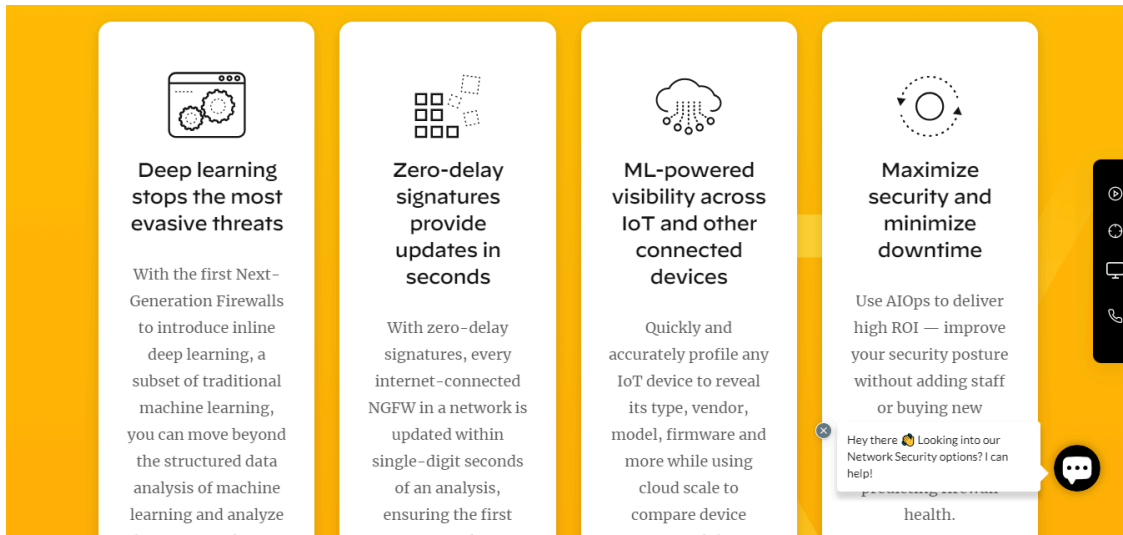 Deep learning
stops the most
evasive threats
With the first Next-
Generation Firewalls
to introduce inline
deep learning, a
subset of traditional
machine learning,
you can move beyond
the structured data
analysis of machine
learning and analyze
Zero-delay
signatures
provide
updates in
seconds
With zero-delay
signatures, every
internet-connected
NGFW in a network is
updated within
single-digit seconds
of an analysis,
ensuring the first
ML-powered
visibility across
IoT and other
connected
devices
Quickly and
accurately profile any
IoT device to reveal
its type, vendor,
model, firmware and
more while using
cloud scale to
compare device
Maximize
security and
minimize
downtime
Use AIOps to deliver
high ROI — improve
your security posture
without adding staff
or buying new
predicting firewall
health.
Hey there 👋 Looking into our
Network Security options? I can
help!